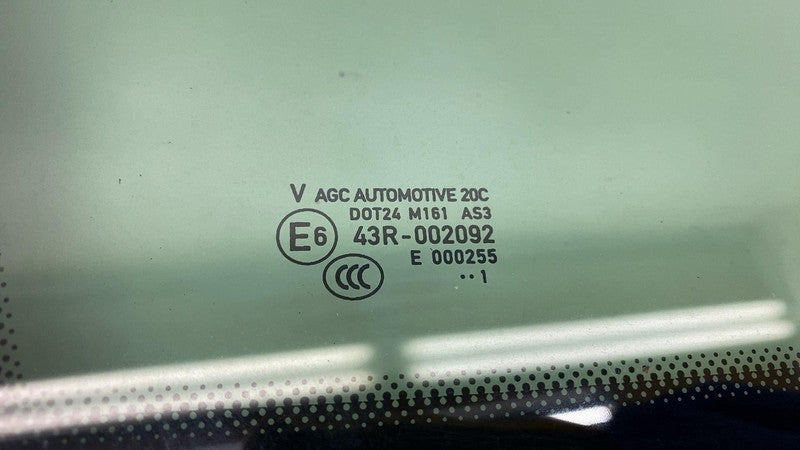 V AGC AUTOMOTIVE 20C
DOT24 M161 AS3
E6 43R-002092
E 000255
CCC ··1